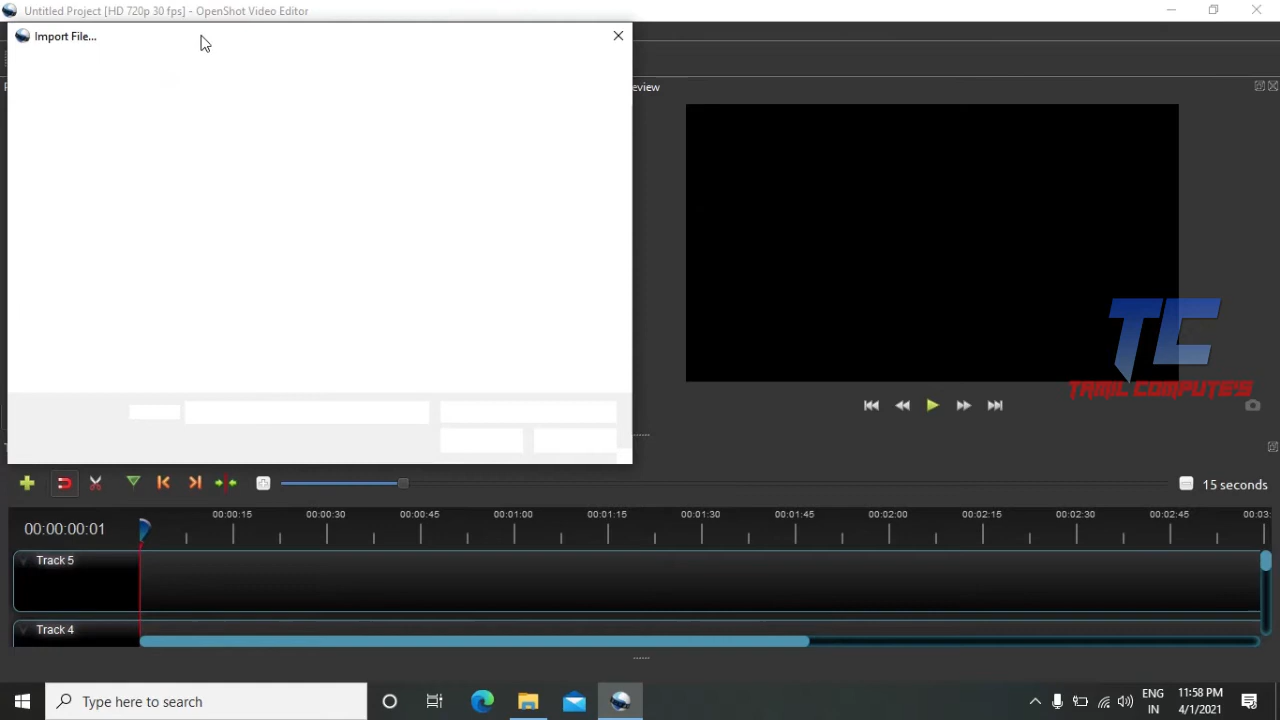 Untitled Project [HD 720p 30 fps] - OpenShot Video Editor
Import File...
eview
TC
TAMIL COMPUTE'S
15 seconds
00:00:00:01
00:00:15
00:00:30
00:00:45
00:01:00
00:01:15
00:01:30
00:01:45
00:02:00
00:02:15
00:02:30
00:02:45
00:03:
Track 5
Track 4
Type here to search
ENG
IN
11:58 PM
4/1/2021